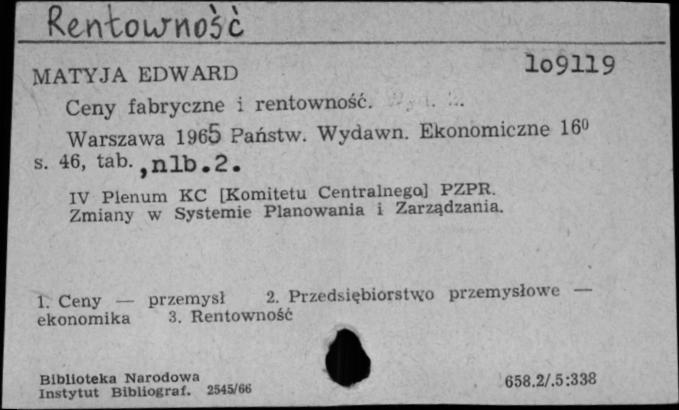 Rentowność
MATYJA EDWARD 109119
Ceny fabryczne i rentowność.
Warszawa 1965 Państw. Wydawn. Ekonomiczne 16⁰
s. 46, tab. ,nlb.2.
IV Plenum KC [Komitetu Centralnego] PZPR.
Zmiany w Systemie Planowania i Zarządzania.
1. Ceny — przemysł 2. Przedsiębiorstwo przemysłowe —
ekonomika 3. Rentowność
Biblioteka Narodowa
Instytut Bibliograf. 2545/66 658.2/.5:338